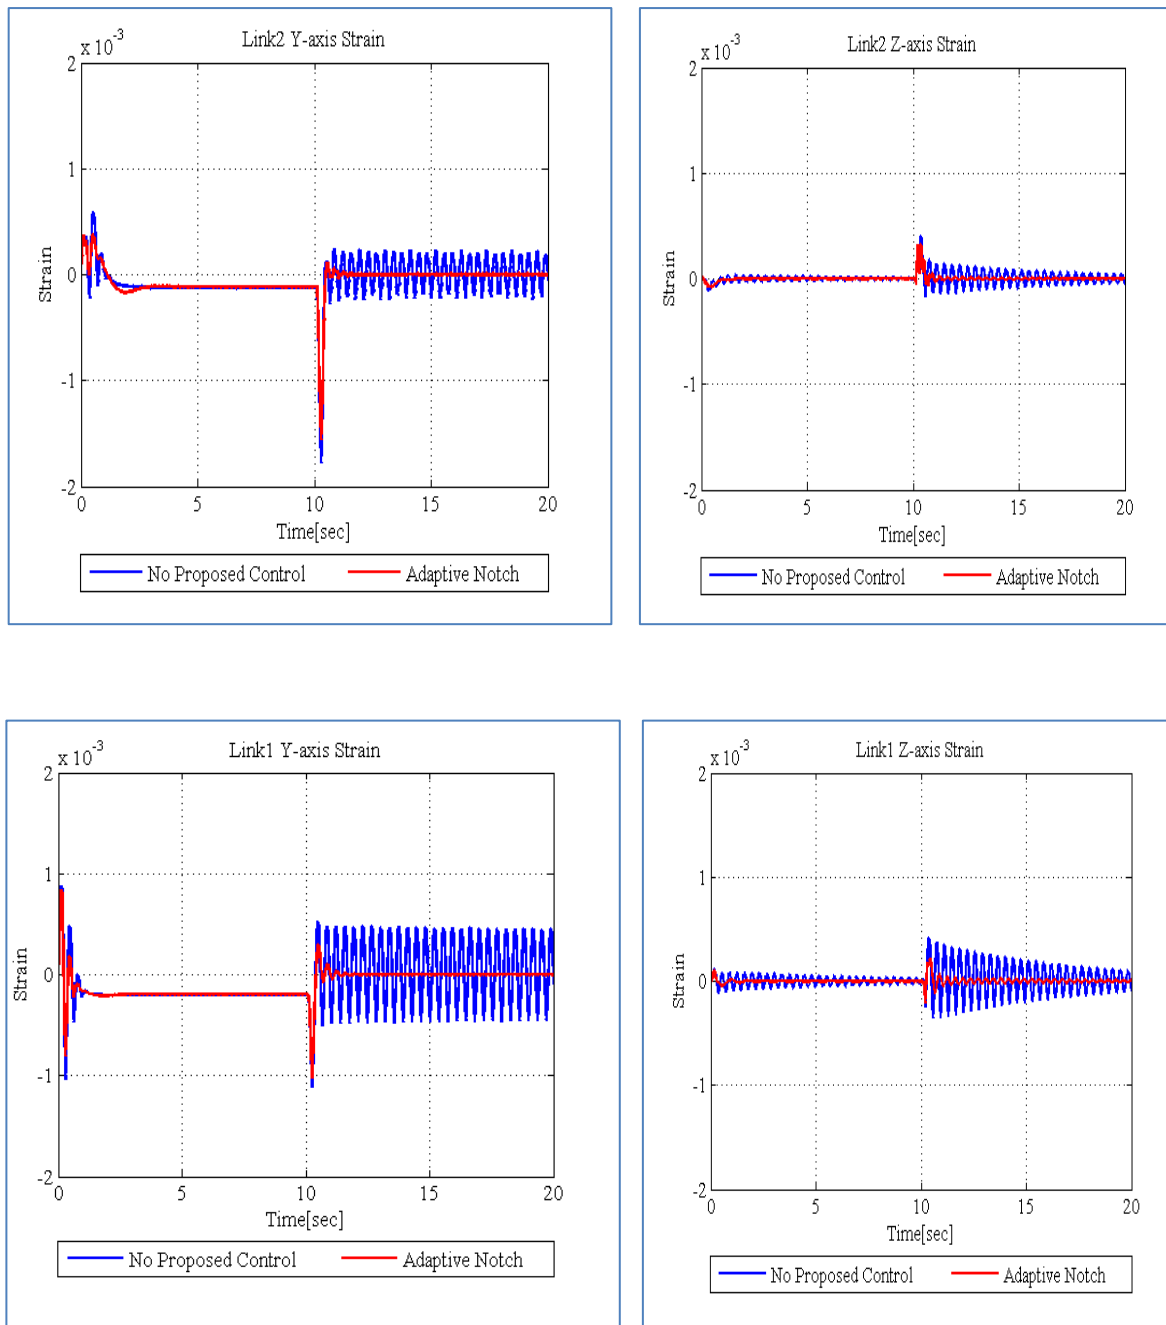 Link2 Y-axis Strain
x 10^-3
2
1
0
-1
-2
Strain
0 5 10 15 20
Time[sec]
No Proposed Control Adaptive Notch
Link2 Z-axis Strain
x 10^-3
2
1
0
-1
-2
Strain
0 5 10 15 20
Time[sec]
No Proposed Control Adaptive Notch
Link1 Y-axis Strain
x 10^-3
2
1
0
-1
-2
Strain
0 5 10 15 20
Time[sec]
No Proposed Control Adaptive Notch
Link1 Z-axis Strain
x 10^-3
2
1
0
-1
-2
Strain
0 5 10 15 20
Time[sec]
No Proposed Control Adaptive Notch